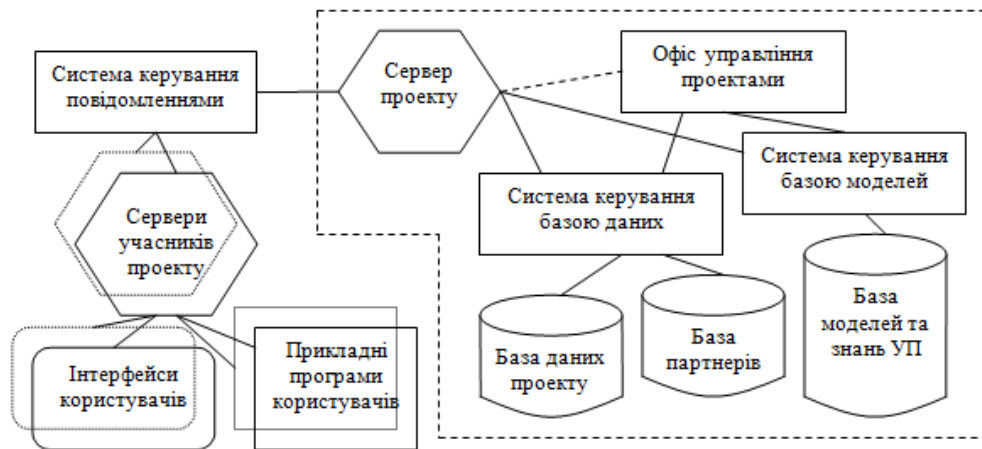 Система керування
повідомленнями
Сервер
проекту
Офіс управління
проектами
Система керування
базою моделей
Система керування
базою даних
Сервери
учасників
проекту
Інтерфейси
користувачів
Прикладні
програми
користувачів
База даних
проекту
База
партнерів
База
моделей та
знань УП